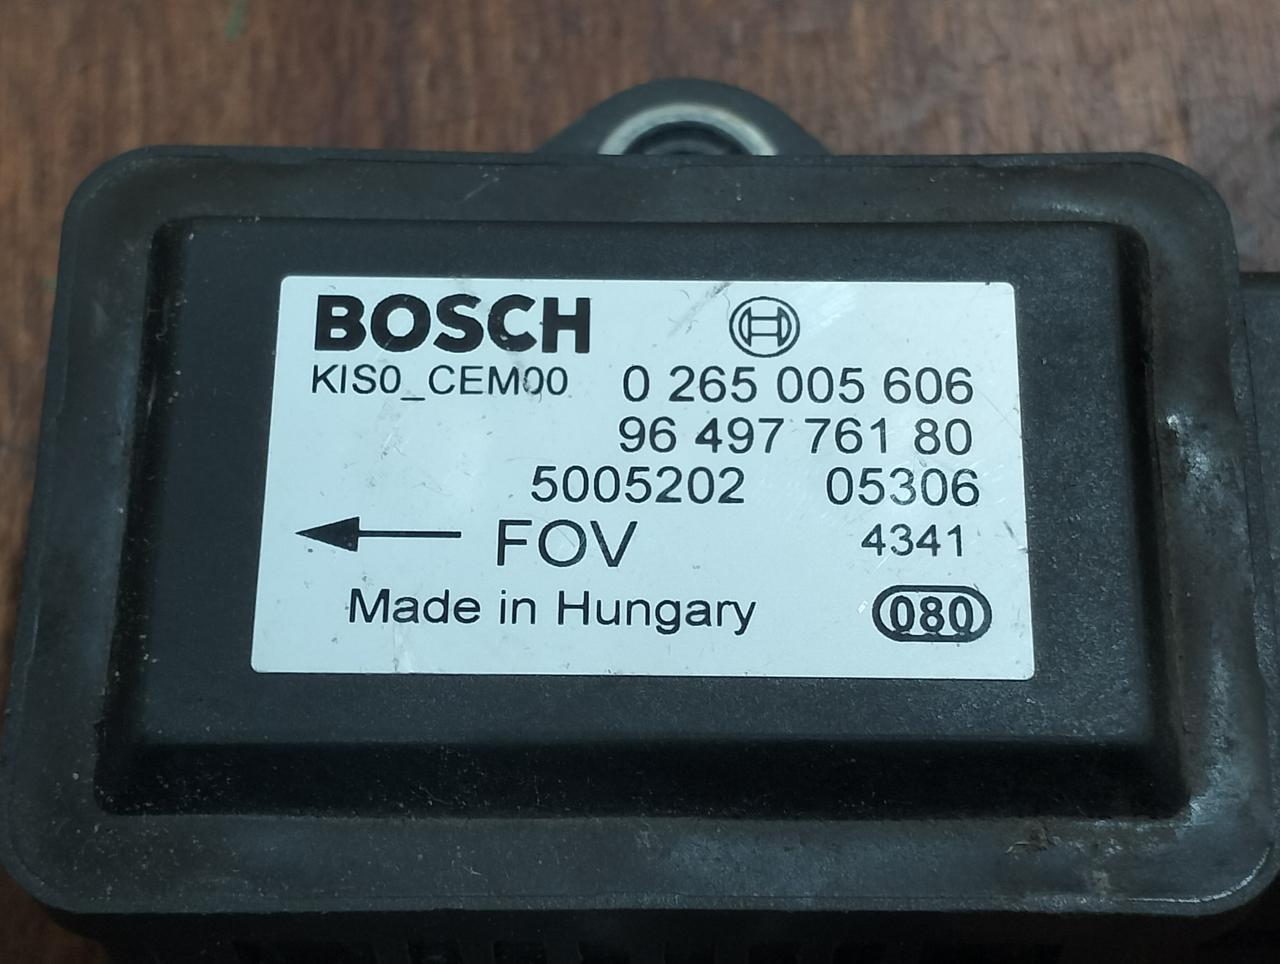 BOSCH
KIS0_CEM00 0 265 005 606
96 497 761 80
5005202 05306
FOV 4341
Made in Hungary 080